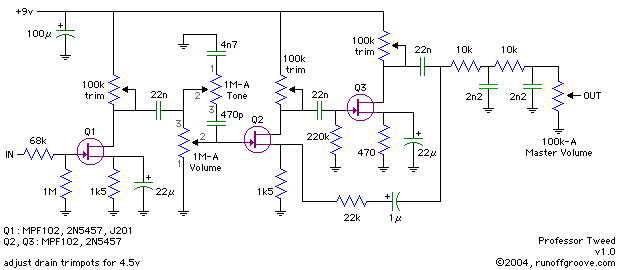 +9v
100µ
+
4n7
100k
trim
1
2
3
1M-A
Tone
100k
trim
100k
trim
22n
22n
10k
10k
Q3
22n
470p
2n2
2n2
OUT
Q1
3
2
1
Q2
68k
IN
1M-A
Volume
220k
470
+
22µ
100k-A
Master Volume
1M
1k5
+
22µ
1k5
22k
+
1µ
Q1: MPF102, 2N5457, J201
Q2, Q3: MPF102, 2N5457
adjust drain trimpots for 4.5v
Professor Tweed
v1.0
©2004, runoffgroove.com